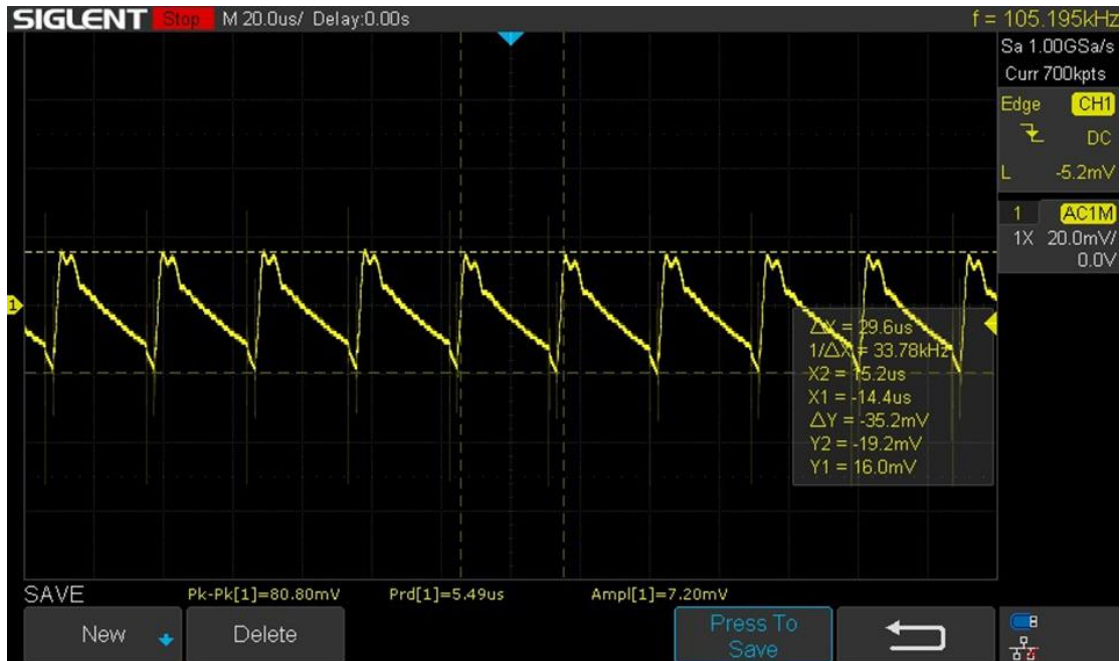 SIGLENT Stop M 20.0us/ Delay:0.00s f = 105.195kHz
Sa 1.00GSa/s
Curr 700kpts
Edge CH1
DC
L -5.2mV
1 AC1M
1X 20.0mV/
0.0V
1
△X = 29.6us
1/△X = 33.78kHz
X2 = 15.2us
X1 = -14.4us
△Y = -35.2mV
Y2 = -19.2mV
Y1 = 16.0mV
SAVE Pk-Pk[1]=80.80mV Prd[1]=5.49us Ampl[1]=7.20mV
New Delete Press To
Save